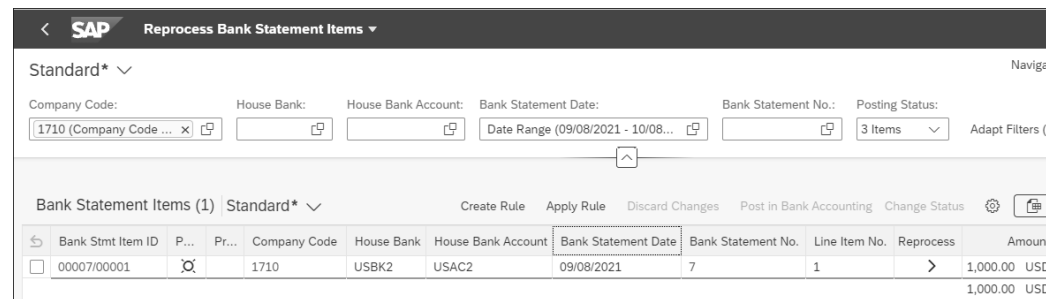 SAP Reprocess Bank Statement Items
Standard* Naviga
Company Code: House Bank: House Bank Account: Bank Statement Date: Bank Statement No.: Posting Status:
1710 (Company Code ... Date Range (09/08/2021 - 10/08... 3 Items Adapt Filters (
Bank Statement Items (1) Standard* Create Rule Apply Rule Discard Changes Post in Bank Accounting Change Status
Bank Stmt Item ID P... Pr... Company Code House Bank House Bank Account Bank Statement Date Bank Statement No. Line Item No. Reprocess Amoun
00007/00001 1710 USBK2 USAC2 09/08/2021 7 1 1,000.00 USD
1,000.00 USD